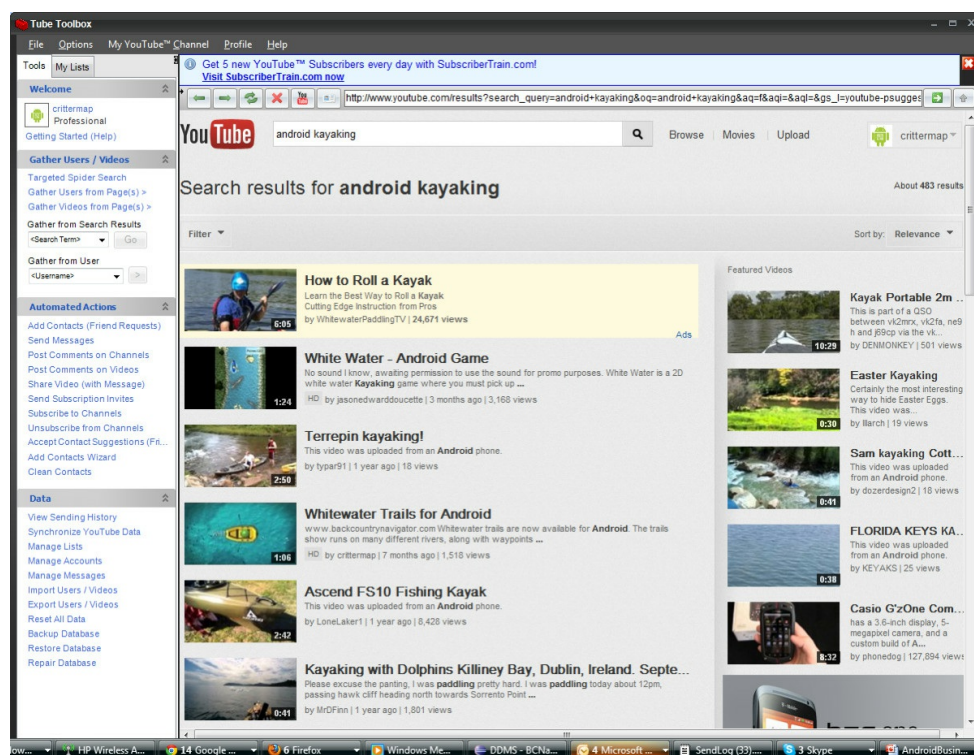 Tube Toolbox
File Options My YouTube™ Channel Profile Help
Tools My Lists
Get 5 new YouTube™ Subscribers every day with SubscriberTrain.com!
Visit SubscriberTrain.com now
Welcome
crittermap
Professional
Getting Started (Help)
Gather Users / Videos
Targeted Spider Search
Gather Users from Page(s) >
Gather Videos from Page(s) >
Gather from Search Results
<Search Term> Go
Gather from User
<Username> >
Automated Actions
Add Contacts (Friend Requests)
Send Messages
Post Comments on Channels
Post Comments on Videos
Share Video (with Message)
Send Subscription Invites
Subscribe to Channels
Unsubscribe from Channels
Accept Contact Suggestions (Fri...
Add Contacts Wizard
Clean Contacts
Data
View Sending History
Synchronize YouTube Data
Manage Lists
Manage Accounts
Manage Messages
Import Users / Videos
Export Users / Videos
Reset All Data
Backup Database
Restore Database
Repair Database
http://www.youtube.com/results?search_query=android+kayaking&oq=android+kayaking&aq=f&aqi=&aql=&gs_l=youtube-psugges
YouTube android kayaking Browse Movies Upload crittermap
Search results for android kayaking
About 483 results
Filter
Sort by: Relevance
How to Roll a Kayak
Learn the Best Way to Roll a Kayak
Cutting Edge Instruction from Pros
by WhitewaterPaddlingTV | 24,671 views
6:05
Ads
White Water - Android Game
No sound I know, awaiting permission to use the sound for promo purposes. White Water is a 2D
white water Kayaking game where you must pick up ...
HD by jasonedwarddoucette | 3 months ago | 3,168 views
1:24
Terrepin kayaking!
This video was uploaded from an Android phone.
by typar91 | 1 year ago | 18 views
2:50
Whitewater Trails for Android
www.backcountrynavigator.com Whitewater trails are now available for Android. The trails
show runs on many different rivers, along with waypoints ...
HD by crittermap | 7 months ago | 1,518 views
1:06
Ascend FS10 Fishing Kayak
This video was uploaded from an Android phone.
by LoneLaker1 | 1 year ago | 8,428 views
2:42
Kayaking with Dolphins Killiney Bay, Dublin, Ireland. Septe...
Please excuse the panting, I was paddling pretty hard. I was paddling today about 12pm,
passing hawk cliff heading north towards Sorrento Point ...
by MrDFinn | 1 year ago | 1,801 views
0:41
Featured Videos
Kayak Portable 2m ...
This is part of a QSO
between vk2mrx, vk2fa, ne9
h and j69cp via the vk...
by DENMONKEY | 501 views
10:29
Easter Kayaking
Certainly the most interesting
way to hide Easter Eggs.
This video was...
by lllarch | 19 views
0:30
Sam kayaking Cott...
This video was uploaded
from an Android phone.
by dozerdesign2 | 18 views
0:41
FLORIDA KEYS KA...
This video was uploaded
from an Android phone.
by KEYAKS | 25 views
0:38
Casio G'zOne Com...
has a 3.6-inch display, 5-
megapixel camera, and a
custom build of A...
by phonedog | 127,894 views
8:32
HP Wireless A... 14 Google ... 6 Firefox Windows Me... DDMS - BCNa... 4 Microsoft ... SendLog (33).... 3 Skype AndroidBusin...